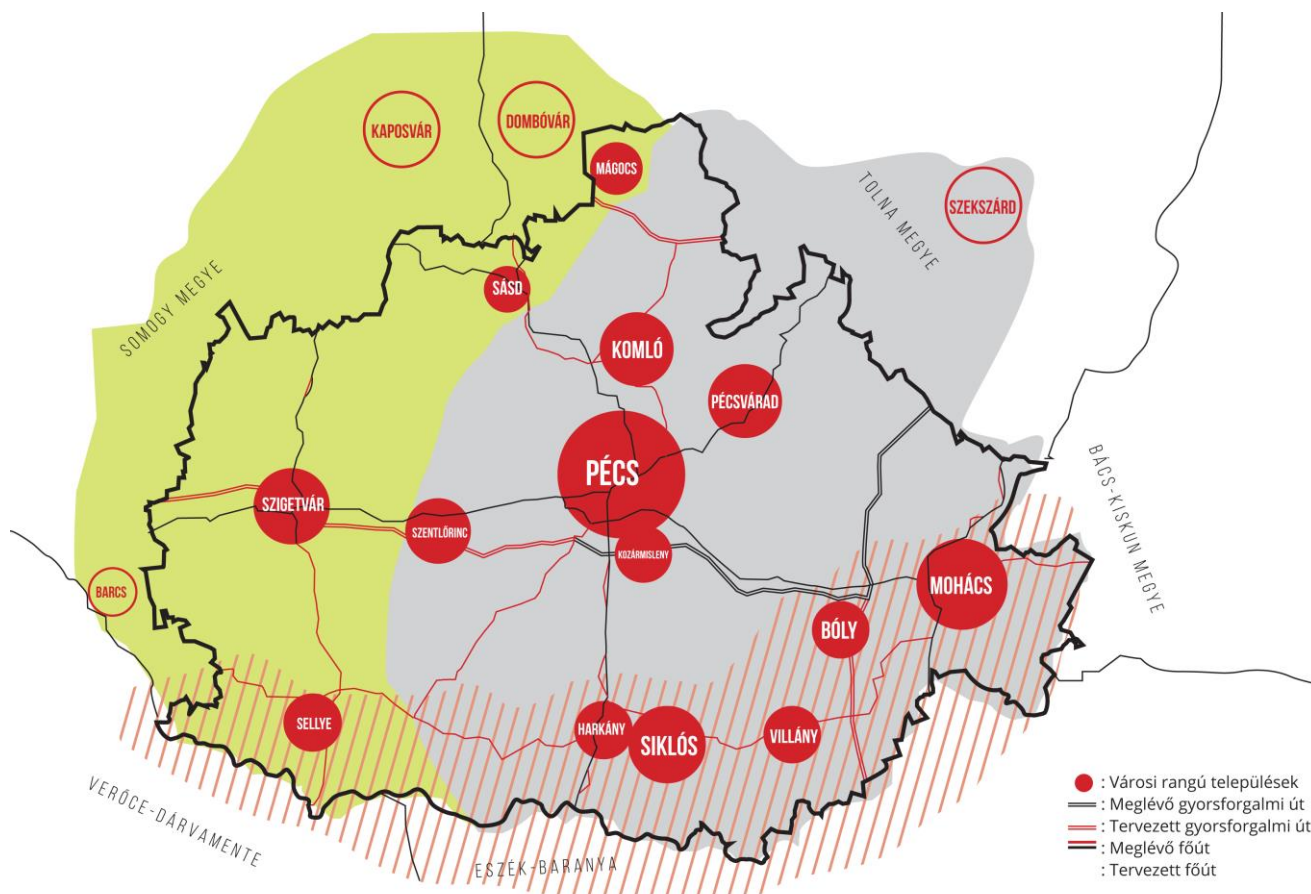 KAPOSVÁR
DOMBÓVÁR
MÁGOCS
TOLNA MEGYE
SZEKSZÁRD
SOMOGY MEGYE
SÁSD
KOMLÓ
PÉCSVÁRAD
PÉCS
SZIGETVÁR
SZENTLŐRINC
KOZÁRMISLENY
BÁCS-KISKUN MEGYE
BARCS
MOHÁCS
BÓLY
SELLYE
HARKÁNY
SIKLÓS
VILLÁNY
VERŐCE-DÁRVAMENTE
ESZÉK-BARANYA
: Városi rangú települések
: Meglévő gyorsforgalmi út
: Tervezett gyorsforgalmi út
: Meglévő főút
: Tervezett főút